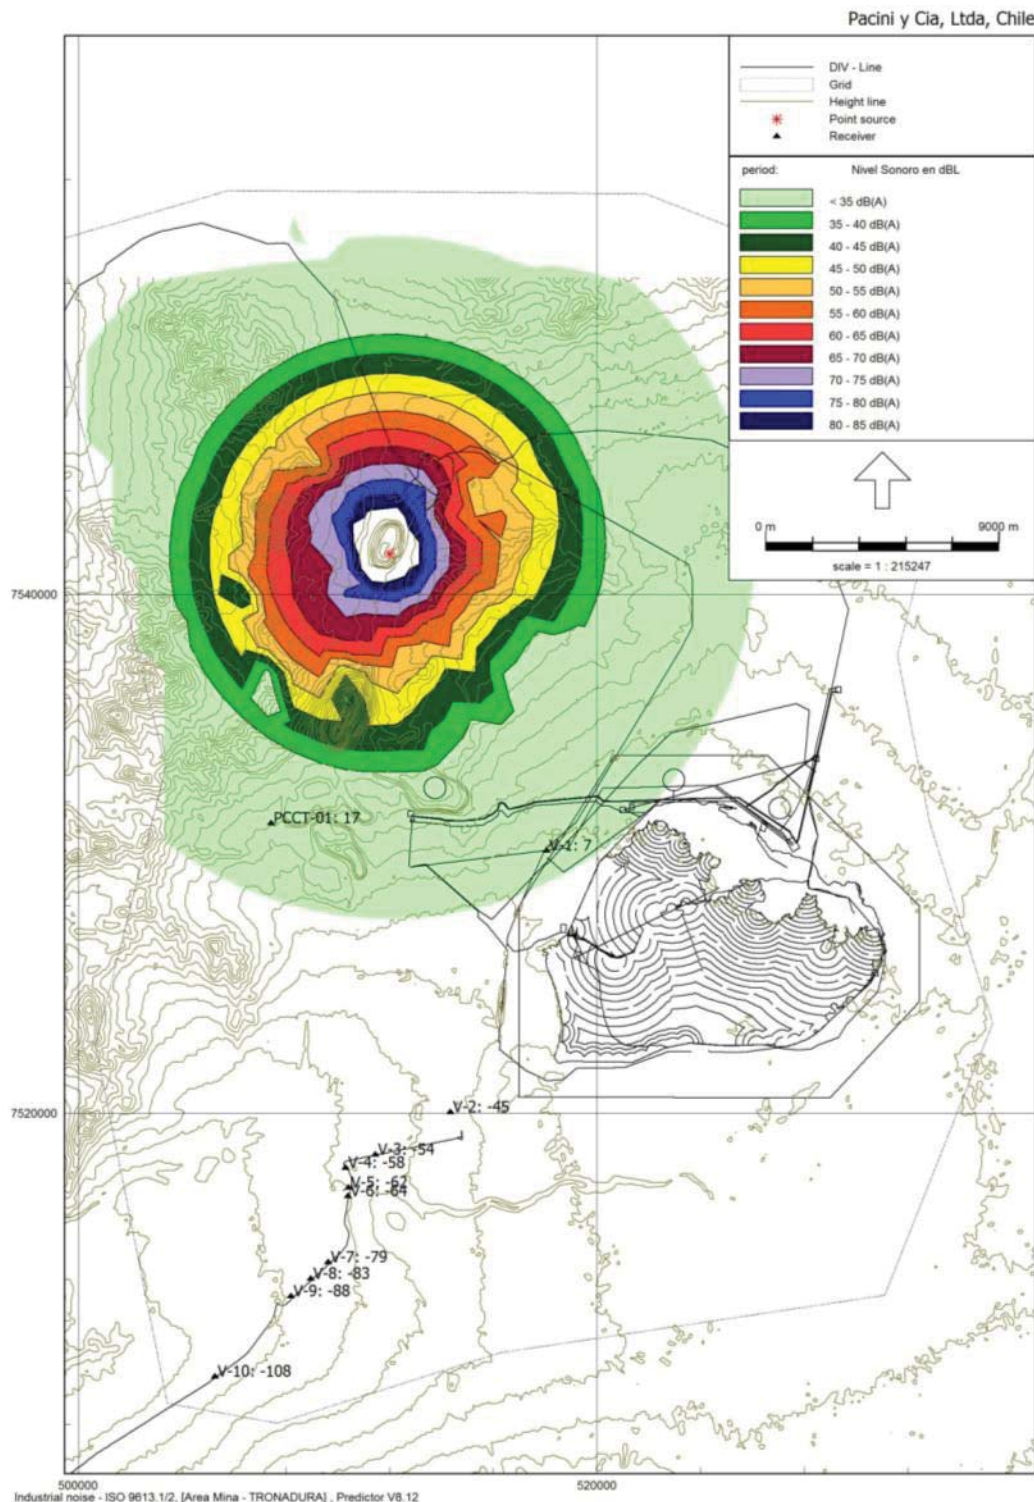 Pacini y Cia, Ltda, Chile
DIV - Line
Grid
Height line
Point source
Receiver
period: Nivel Sonoro en dBL
< 35 dB(A)
35 - 40 dB(A)
40 - 45 dB(A)
45 - 50 dB(A)
50 - 55 dB(A)
55 - 60 dB(A)
60 - 65 dB(A)
65 - 70 dB(A)
70 - 75 dB(A)
75 - 80 dB(A)
80 - 85 dB(A)
0 m 9000 m
scale = 1 : 215247
7540000
PCCT-01: 17
V-1: 7
7520000
V-2: -45
V-3: -54
V-4: -58
V-5: -62
V-6: -64
V-7: -79
V-8: -83
V-9: -88
V-10: -108
500000 520000
Industrial noise - ISO 9613.1/2, [Area Mina - TRONADURA] , Predictor V8.12